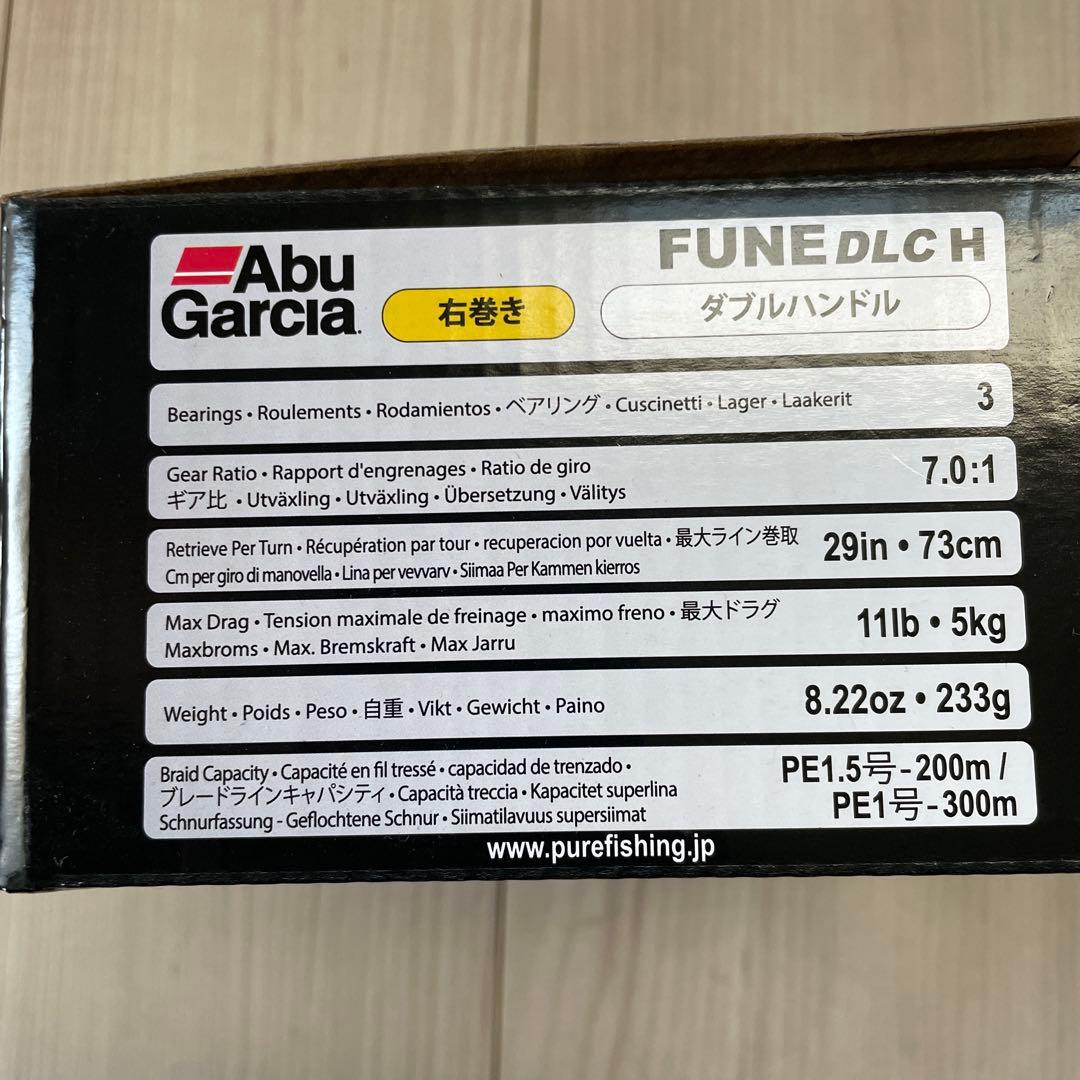 Abu
Garcia.
右巻き
FUNE DLC H
ダブルハンドル
Bearings • Roulements • Rodamientos • ベアリング • Cuscinetti • Lager • Laakerit
3
Gear Ratio • Rapport d'engrenages • Ratio de giro
ギア比 • Utväxling • Utväxling • Übersetzung • Välitys
7.0:1
Retrieve Per Turn • Récupération par tour • recuperacion por vuelta • 最大ライン巻取
Cm per giro di manovella • Lina per vevvarv • Siimaa Per Kammen kierros
29in • 73cm
Max Drag • Tension maximale de freinage • maximo freno • 最大ドラグ
Maxbroms • Max. Bremskraft • Max Jarru
11lb • 5kg
Weight • Poids • Peso • 自重 • Vikt • Gewicht • Paino
8.22oz • 233g
Braid Capacity • Capacité en fil tressé • capacidad de trenzado •
ブレードラインキャパシティ • Capacità treccia • Kapacitet superlina
Schnurfassung - Geflochtene Schnur • Siimatilavuus supersiimat
PE1.5号-200m /
PE1号-300m
www.purefishing.jp